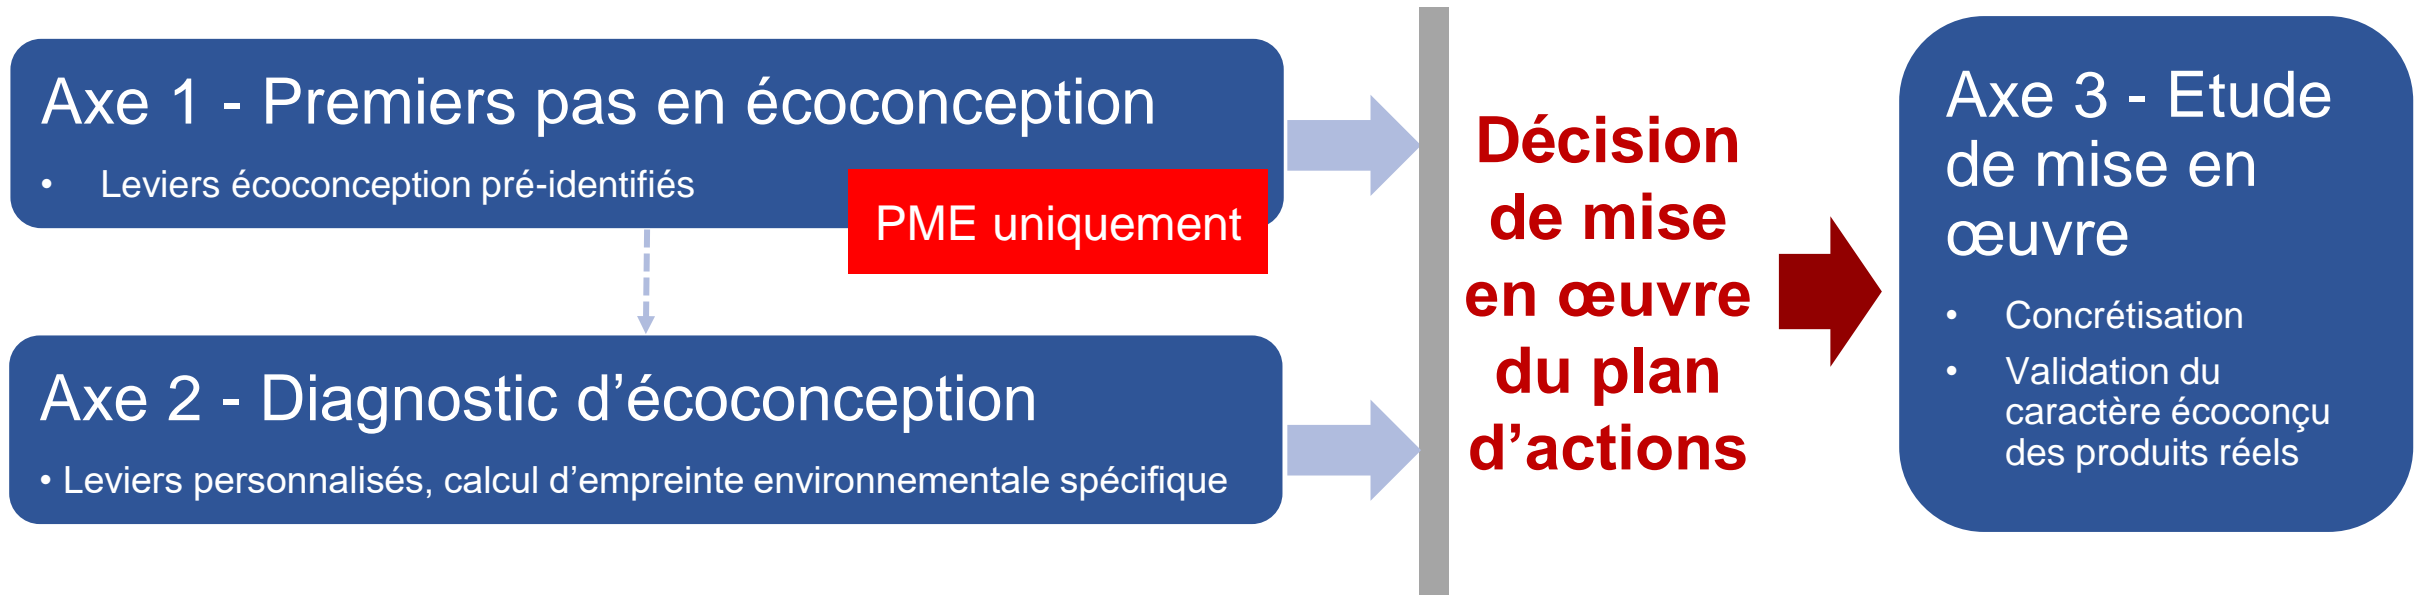 Axe 1 - Premiers pas en écoconception
• Leviers écoconception pré-identifiés
PME uniquement
Axe 2 - Diagnostic d’écoconception
• Leviers personnalisés, calcul d’empreinte environnementale spécifique
Décision
de mise
en œuvre
du plan
d’actions
Axe 3 - Etude
de mise en
œuvre
• Concrétisation
• Validation du
caractère écoconçu
des produits réels